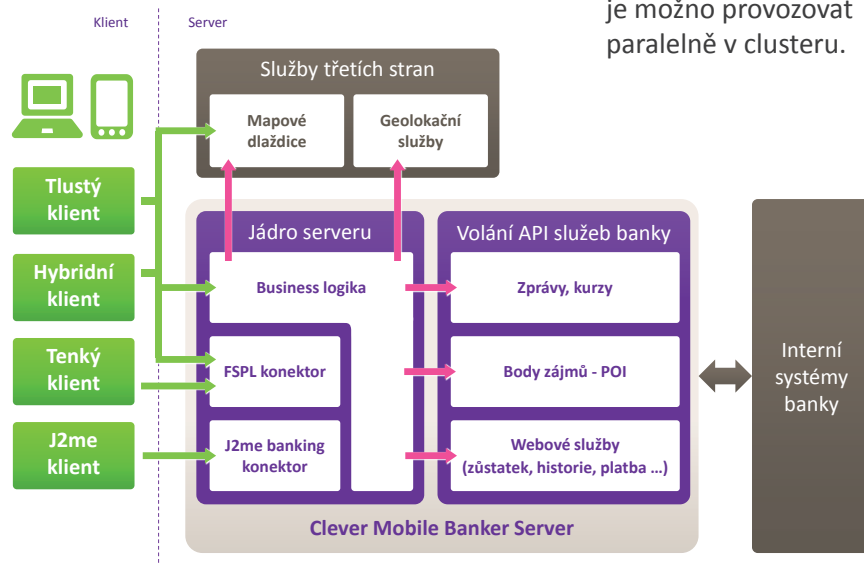 je možno provozovat
paralelně v clusteru.
Klient
Server
Služby třetích stran
Mapové
dlaždice
Geolokační
služby
Tlustý
klient
Hybridní
klient
Tenký
klient
J2me
klient
Jádro serveru
Business logika
FSPL konektor
J2me banking
konektor
Volání API služeb banky
Zprávy, kurzy
Body zájmů - POI
Webové služby
(zůstatek, historie, platba ...)
Clever Mobile Banker Server
Interní
systémy
banky